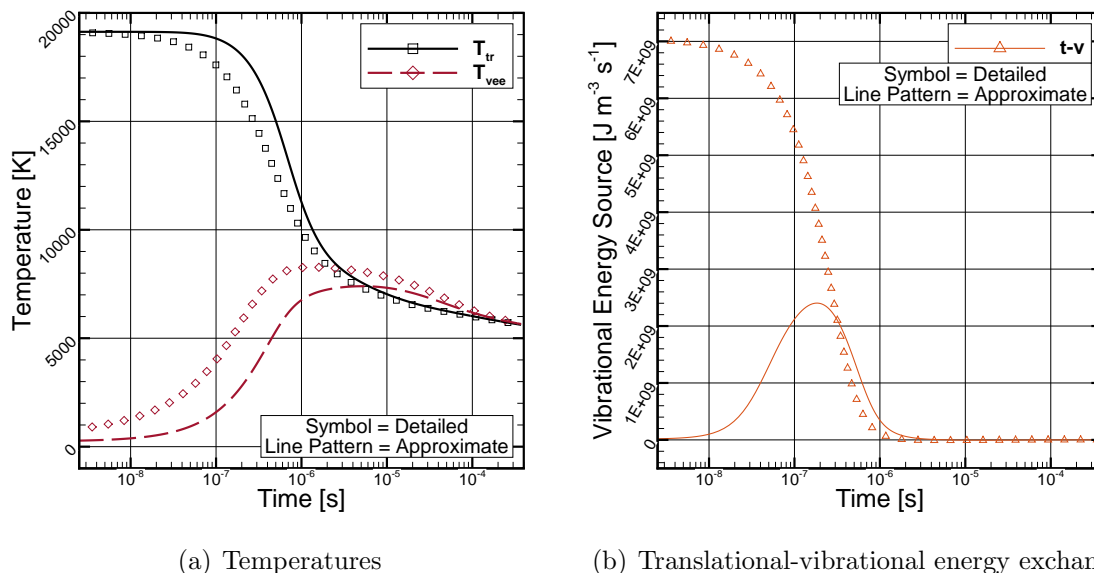 20000
15000
10000
5000
0
Temperature [K]
T_tr
T_vee
Symbol = Detailed
Line Pattern = Approximate
10^-8 10^-7 10^-6 10^-5 10^-4
Time [s]
(a) Temperatures
7E+09
6E+09
5E+09
4E+09
3E+09
2E+09
1E+09
0
Vibrational Energy Source [J m^-3 s^-1]
t-v
Symbol = Detailed
Line Pattern = Approximate
10^-8 10^-7 10^-6 10^-5 10^-4
Time [s]
(b) Translational-vibrational energy exchan